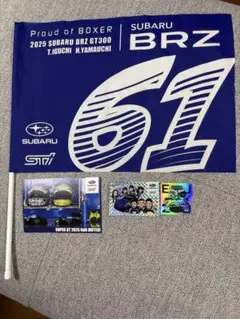 Proud of BOXER
2025 SUBARU BRZ GT300
T.IGUCHI H.YAMAUCHI
SUBARU
BRZ
61
SUBARU
STI
SUPER GT 2025
E